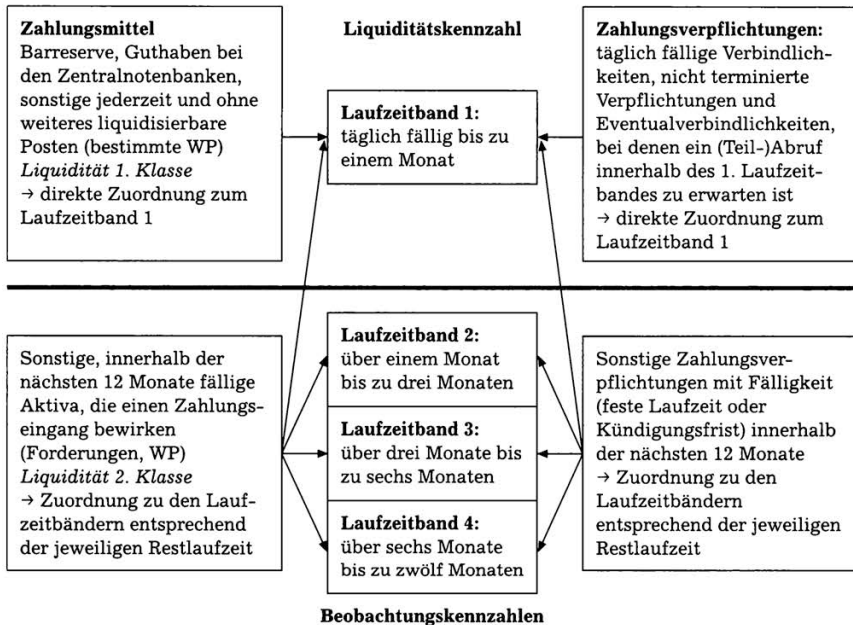 Zahlungsmittel
Barreserve, Guthaben bei
den Zentralnotenbanken,
sonstige jederzeit und ohne
weiteres liquidisierbare
Posten (bestimmte WP)
Liquidität 1. Klasse
→ direkte Zuordnung zum
Laufzeitband 1
Liquiditätskennzahl
Laufzeitband 1:
täglich fällig bis zu
einem Monat
Zahlungsverpflichtungen:
täglich fällige Verbindlich-
keiten, nicht terminierte
Verpflichtungen und
Eventualverbindlichkeiten,
bei denen ein (Teil-)Abruf
innerhalb des 1. Laufzeit-
bandes zu erwarten ist
→ direkte Zuordnung zum
Laufzeitband 1
Sonstige, innerhalb der
nächsten 12 Monate fällige
Aktiva, die einen Zahlungs-
eingang bewirken
(Forderungen, WP)
Liquidität 2. Klasse
→ Zuordnung zu den Lauf-
zeitbändern entsprechend
der jeweiligen Restlaufzeit
Laufzeitband 2:
über einem Monat
bis zu drei Monaten
Laufzeitband 3:
über drei Monate bis
zu sechs Monaten
Laufzeitband 4:
über sechs Monate
bis zu zwölf Monaten
Sonstige Zahlungsver-
pflichtungen mit Fälligkeit
(feste Laufzeit oder
Kündigungsfrist) innerhalb
der nächsten 12 Monate
→ Zuordnung zu den
Laufzeitbändern
entsprechend der jeweiligen
Restlaufzeit
Beobachtungskennzahlen